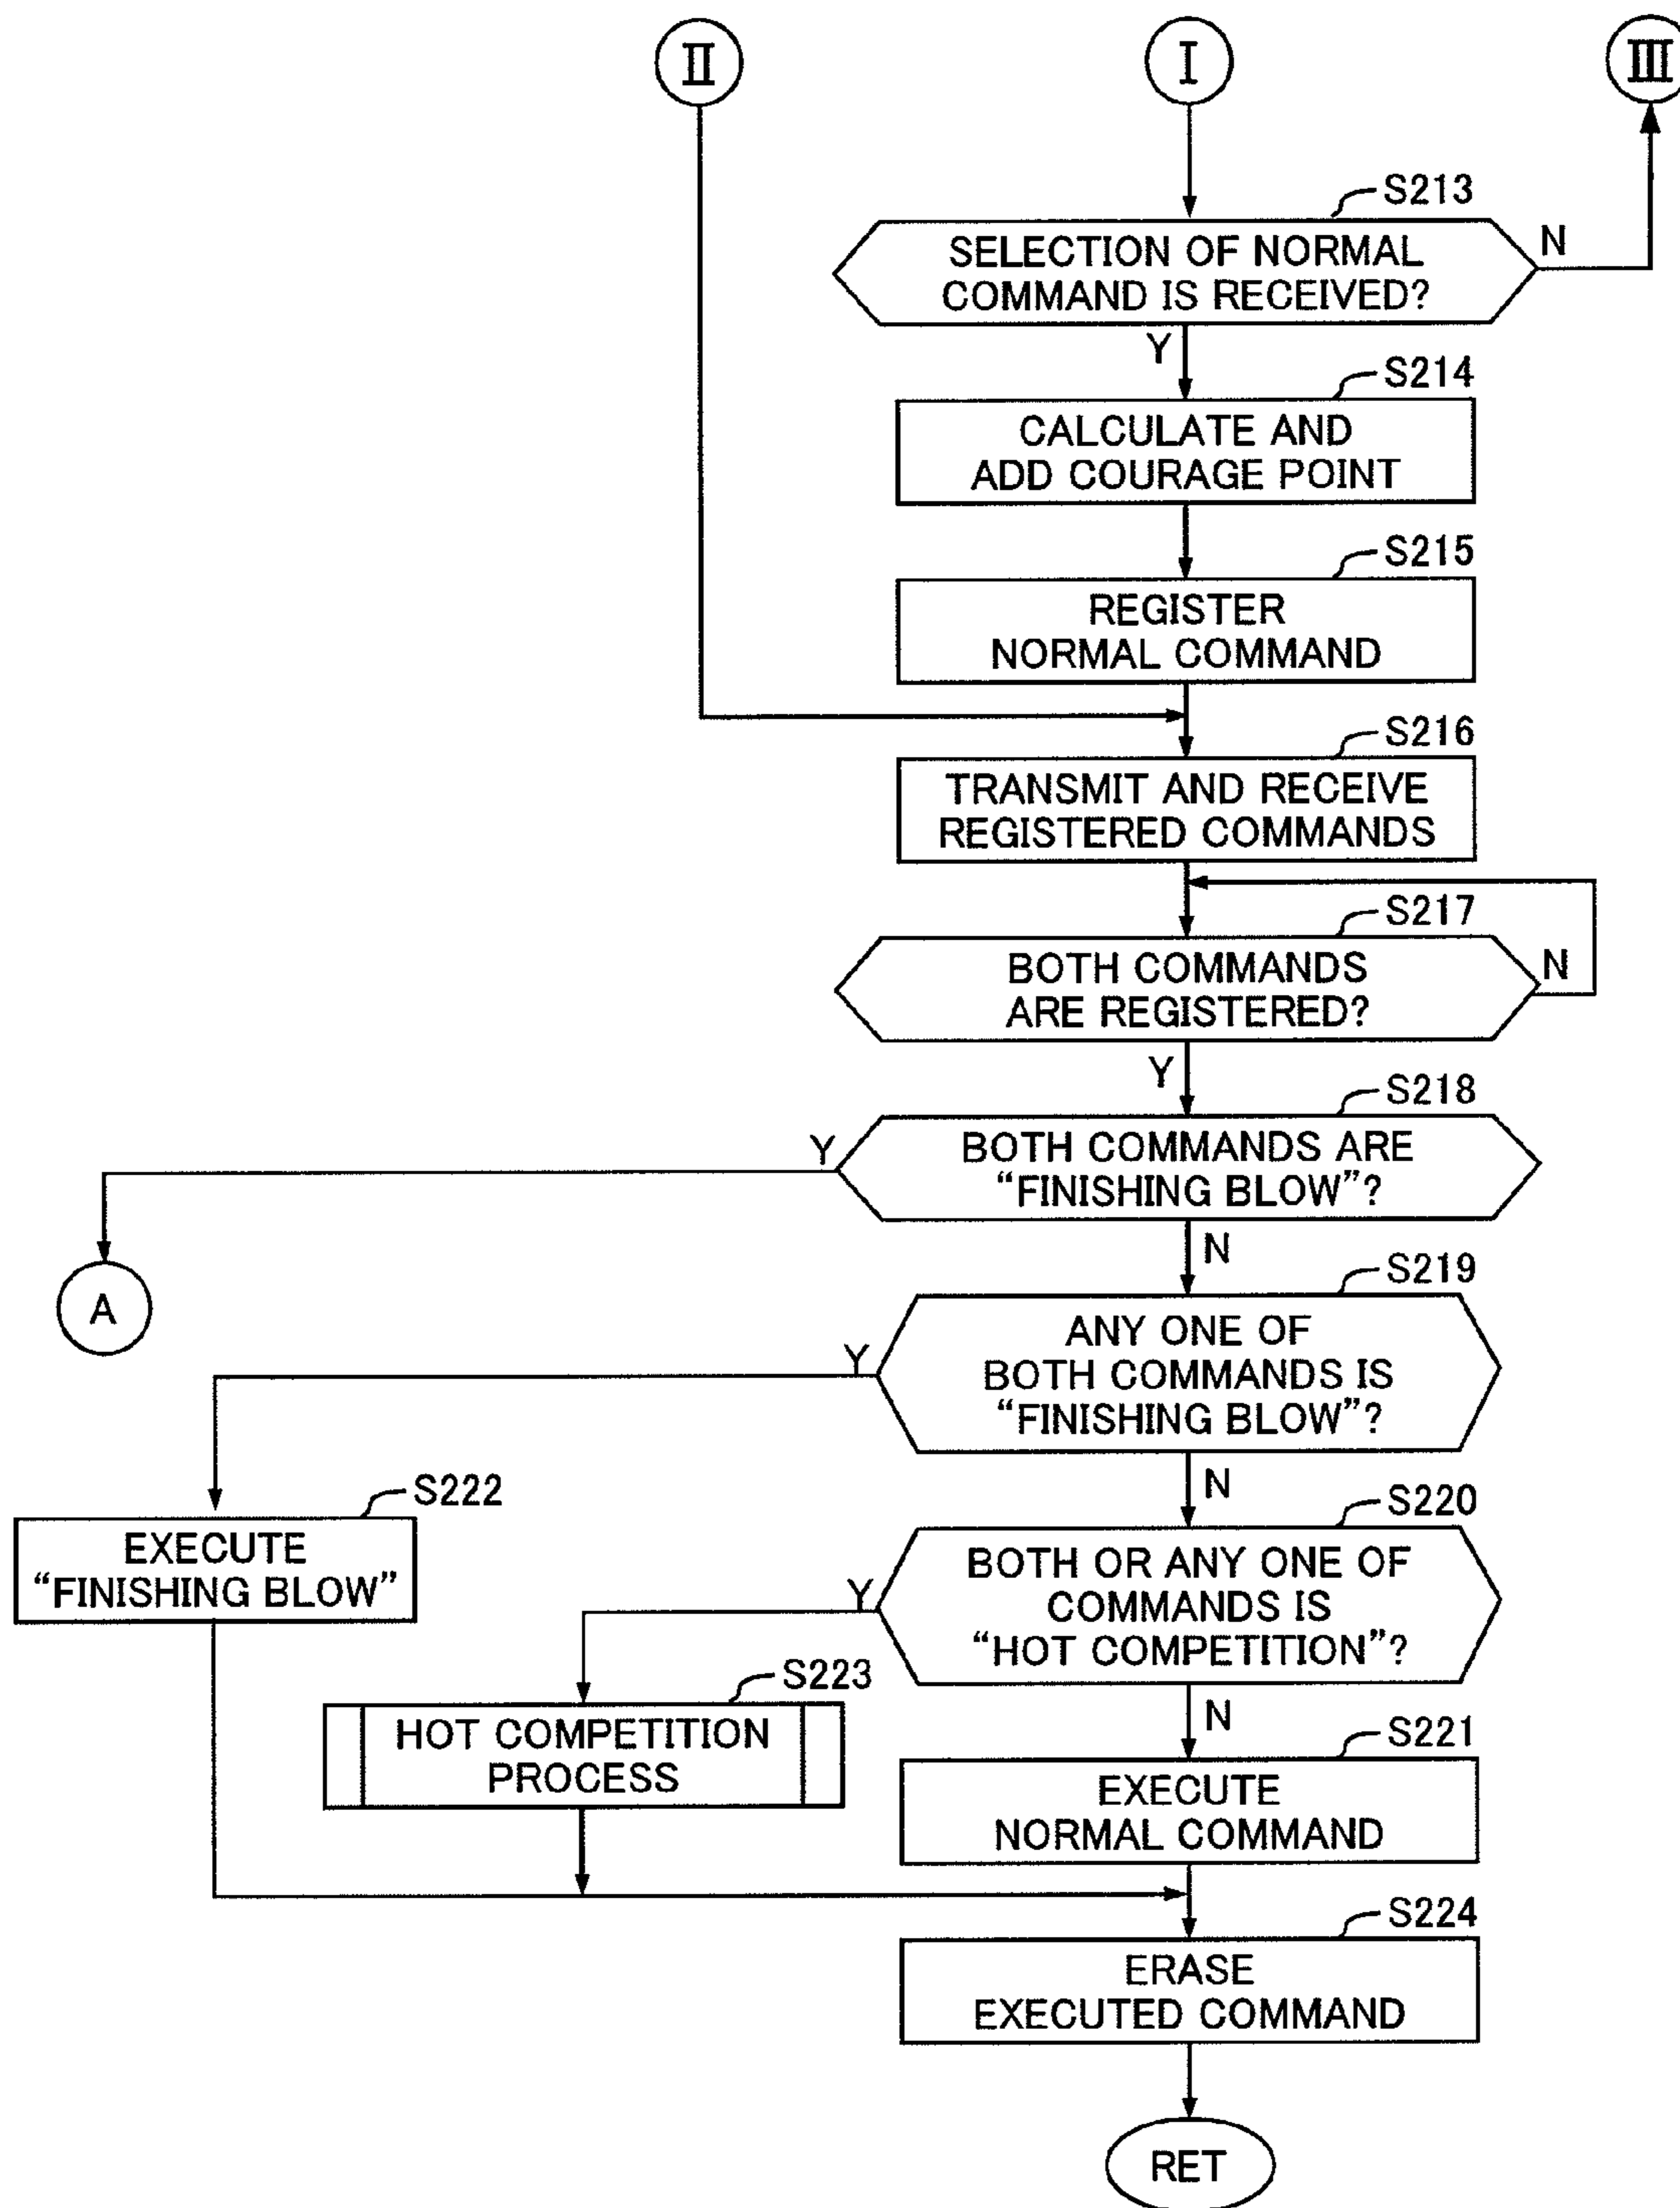 II
I
III
S213
SELECTION OF NORMAL
COMMAND IS RECEIVED?
N
Y
S214
CALCULATE AND
ADD COURAGE POINT
S215
REGISTER
NORMAL COMMAND
S216
TRANSMIT AND RECEIVE
REGISTERED COMMANDS
S217
BOTH COMMANDS
ARE REGISTERED?
N
Y
S218
BOTH COMMANDS ARE
“FINISHING BLOW”?
Y
N
A
S219
ANY ONE OF
BOTH COMMANDS IS
“FINISHING BLOW”?
Y
N
S222
EXECUTE
“FINISHING BLOW”
S220
BOTH OR ANY ONE OF
COMMANDS IS
“HOT COMPETITION”?
Y
N
S223
HOT COMPETITION
PROCESS
S221
EXECUTE
NORMAL COMMAND
S224
ERASE
EXECUTED COMMAND
RET